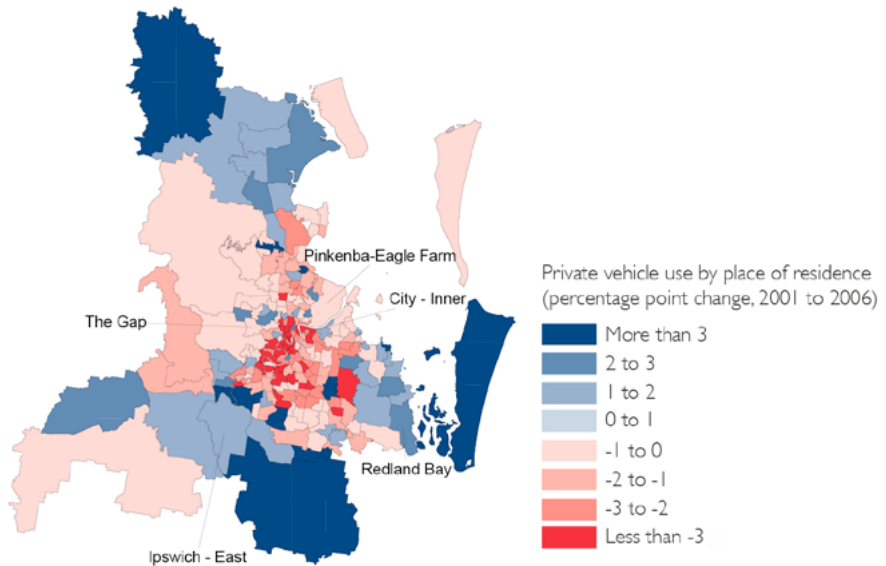 Pinkenba-Eagle Farm
City - Inner
The Gap
Redland Bay
Ipswich - East
Private vehicle use by place of residence
(percentage point change, 2001 to 2006)
More than 3
2 to 3
1 to 2
0 to 1
-1 to 0
-2 to -1
-3 to -2
Less than -3